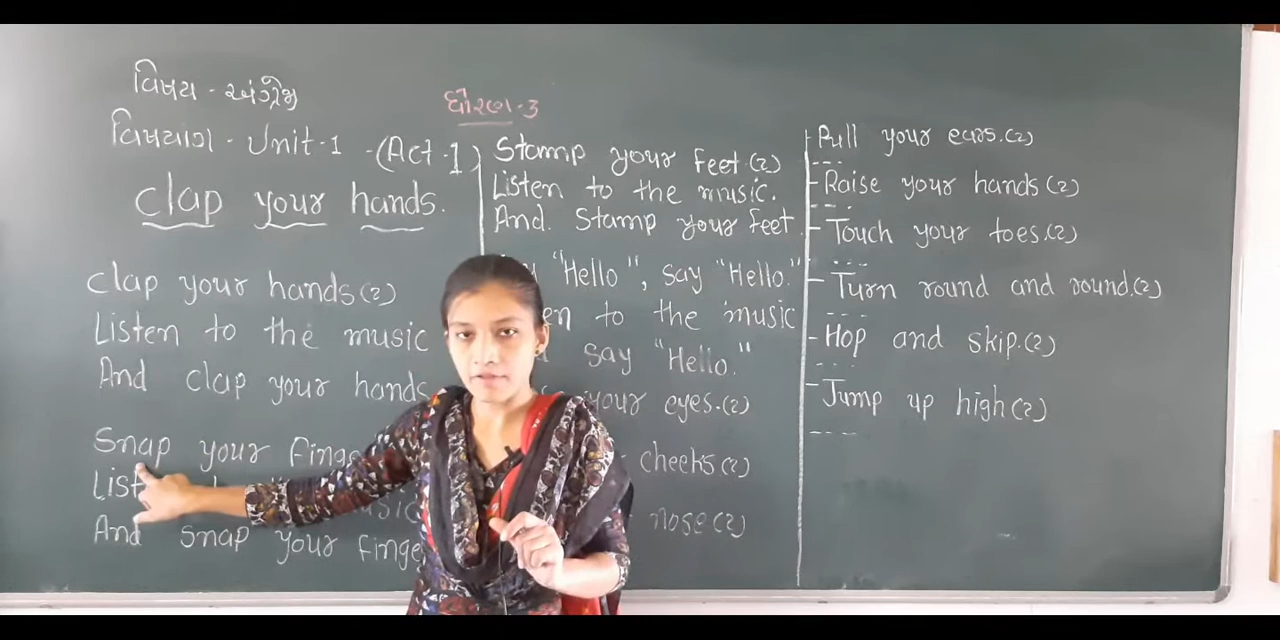 વિષય - અંગ્રેજી
ધોરણ - 3
વિષયાંગ - Unit - 1 - (Act - 1)
clap your hands.
clap your hands (2)
Listen to the music
And clap your hands
Snap your
And snap your
Stamp your feet. (2)
Listen to the music.
And. Stamp your feet.
"Hello", say "Hello."
to the music
say "Hello."
your eyes. (2)
cheeks (2)
nose (2)
Pull your ears. (2)
- - -
- Raise your hands (2)
- - -
- Touch your toes. (2)
- - -
- Turn round and round. (2)
- - -
- Hop and skip. (2)
- - -
- Jump up high (2)
- - - -